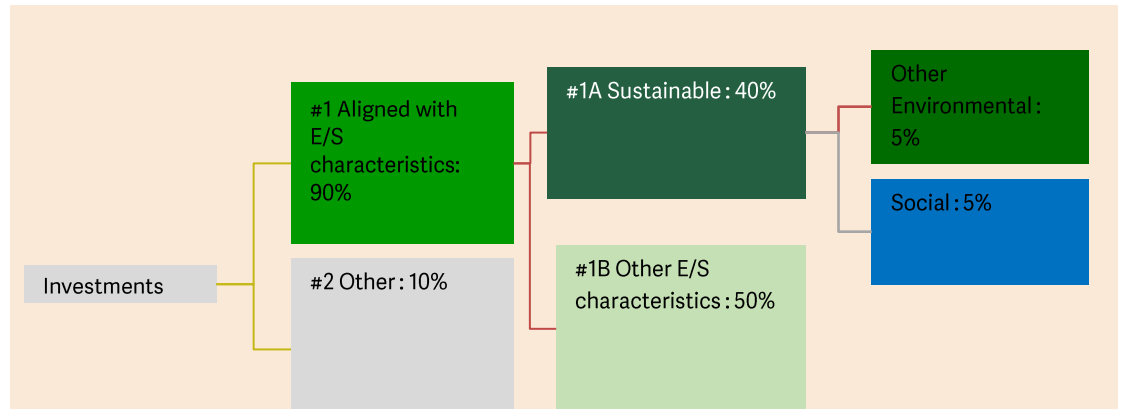 Investments
#1 Aligned with
E/S
characteristics:
90%
#2 Other : 10%
#1A Sustainable : 40%
#1B Other E/S
characteristics : 50%
Other
Environmental :
5%
Social : 5%